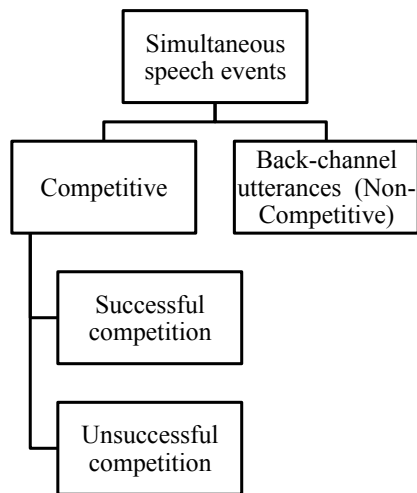 Simultaneous
speech events
Competitive
Back-channel
utterances (Non-
Competitive)
Successful
competition
Unsuccessful
competition